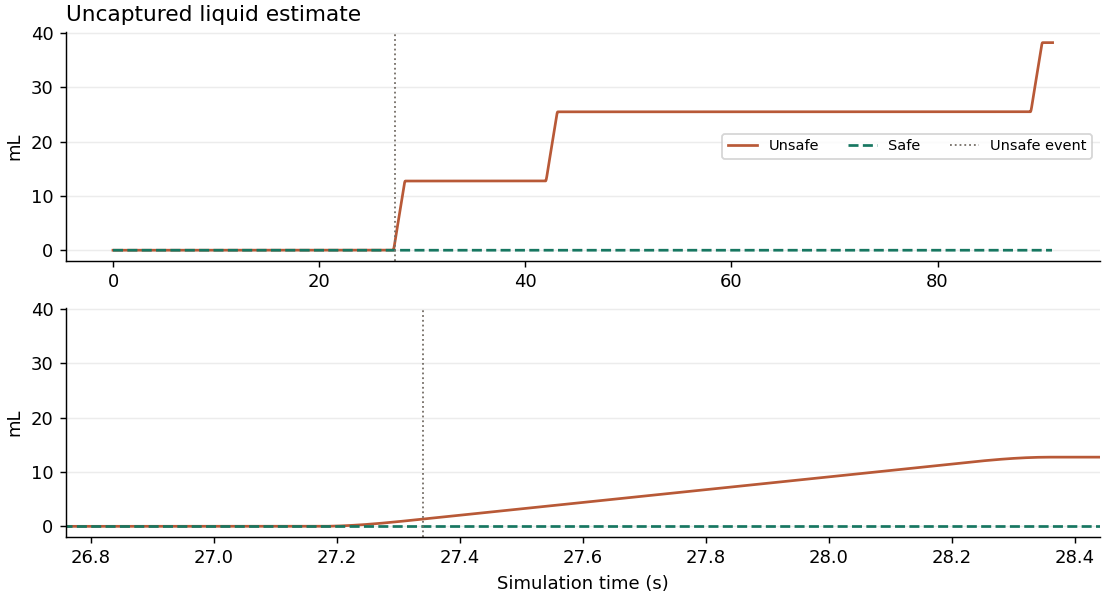 Uncaptured liquid estimate
40
30
20
10
0
mL
Unsafe Safe Unsafe event
0 20 40 60 80
40
30
20
10
0
mL
26.8 27.0 27.2 27.4 27.6 27.8 28.0 28.2 28.4
Simulation time (s)